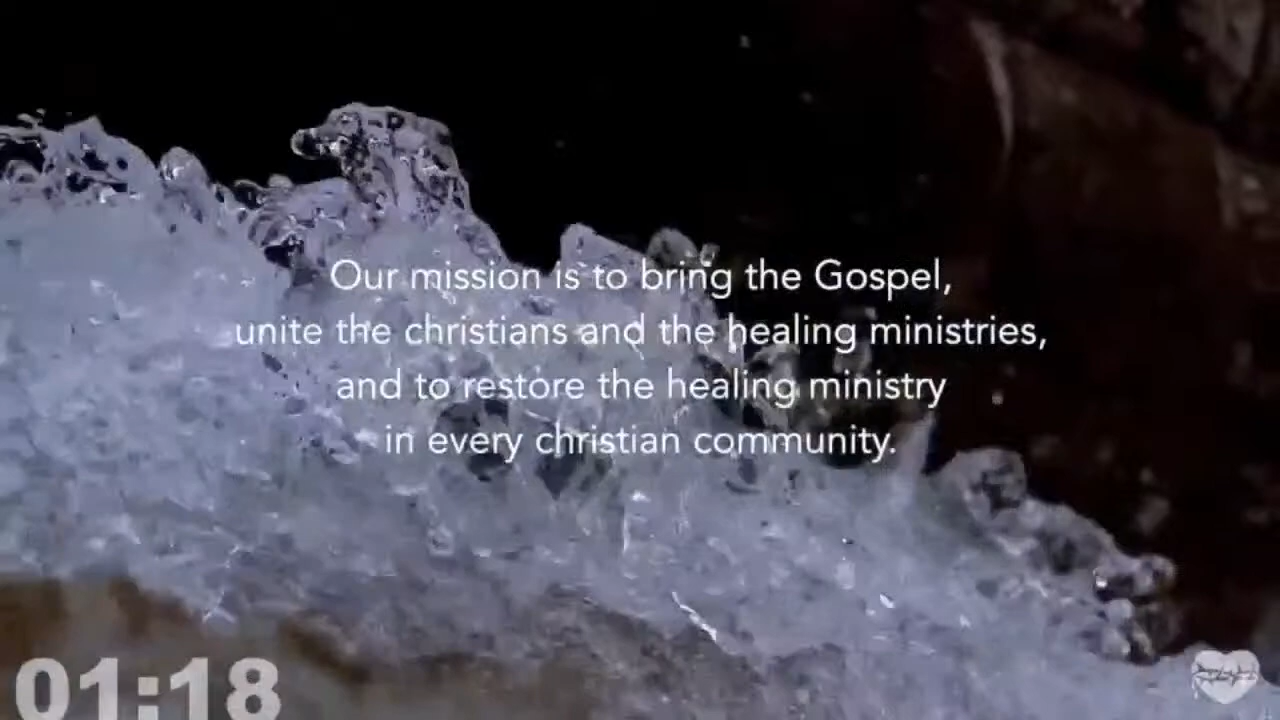 Our mission is to bring the Gospel,
unite the christians and the healing ministries,
and to restore the healing ministry
in every christian community.
01:18